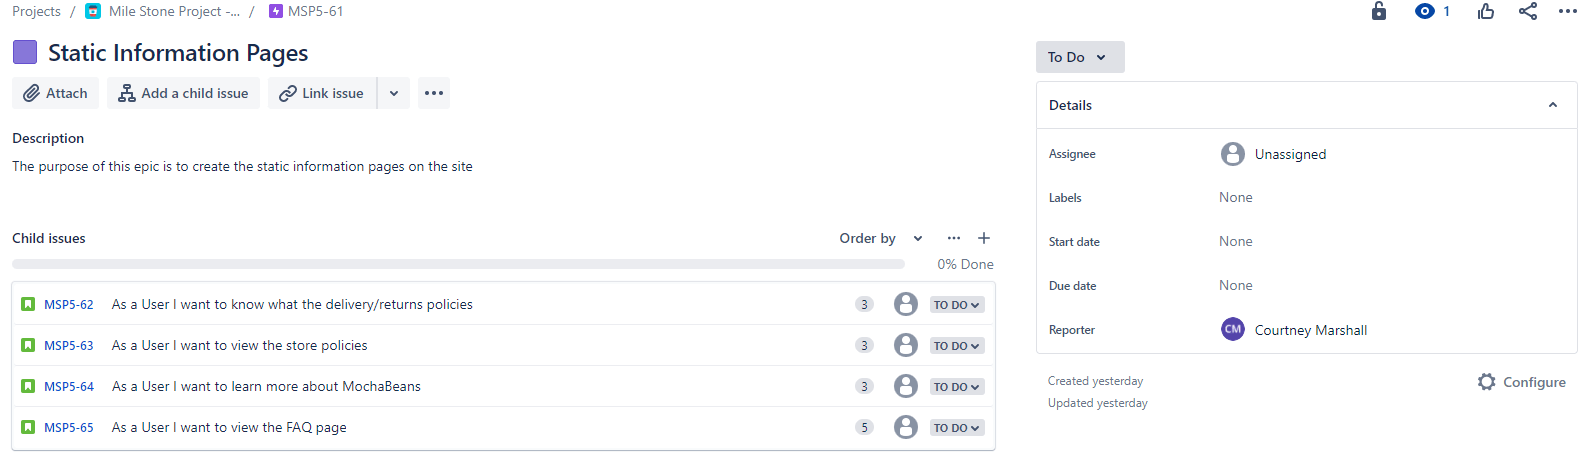 Projects / Mile Stone Project -... / MSP5-61
1
Static Information Pages
To Do
Attach
Add a child issue
Link issue
Details
Description
The purpose of this epic is to create the static information pages on the site
Assignee Unassigned
Labels None
Start date None
Due date None
Reporter CM Courtney Marshall
Child issues Order by
0% Done
MSP5-62 As a User I want to know what the delivery/returns policies 3 TO DO
MSP5-63 As a User I want to view the store policies 3 TO DO
MSP5-64 As a User I want to learn more about MochaBeans 3 TO DO
MSP5-65 As a User I want to view the FAQ page 5 TO DO
Created yesterday
Updated yesterday
Configure